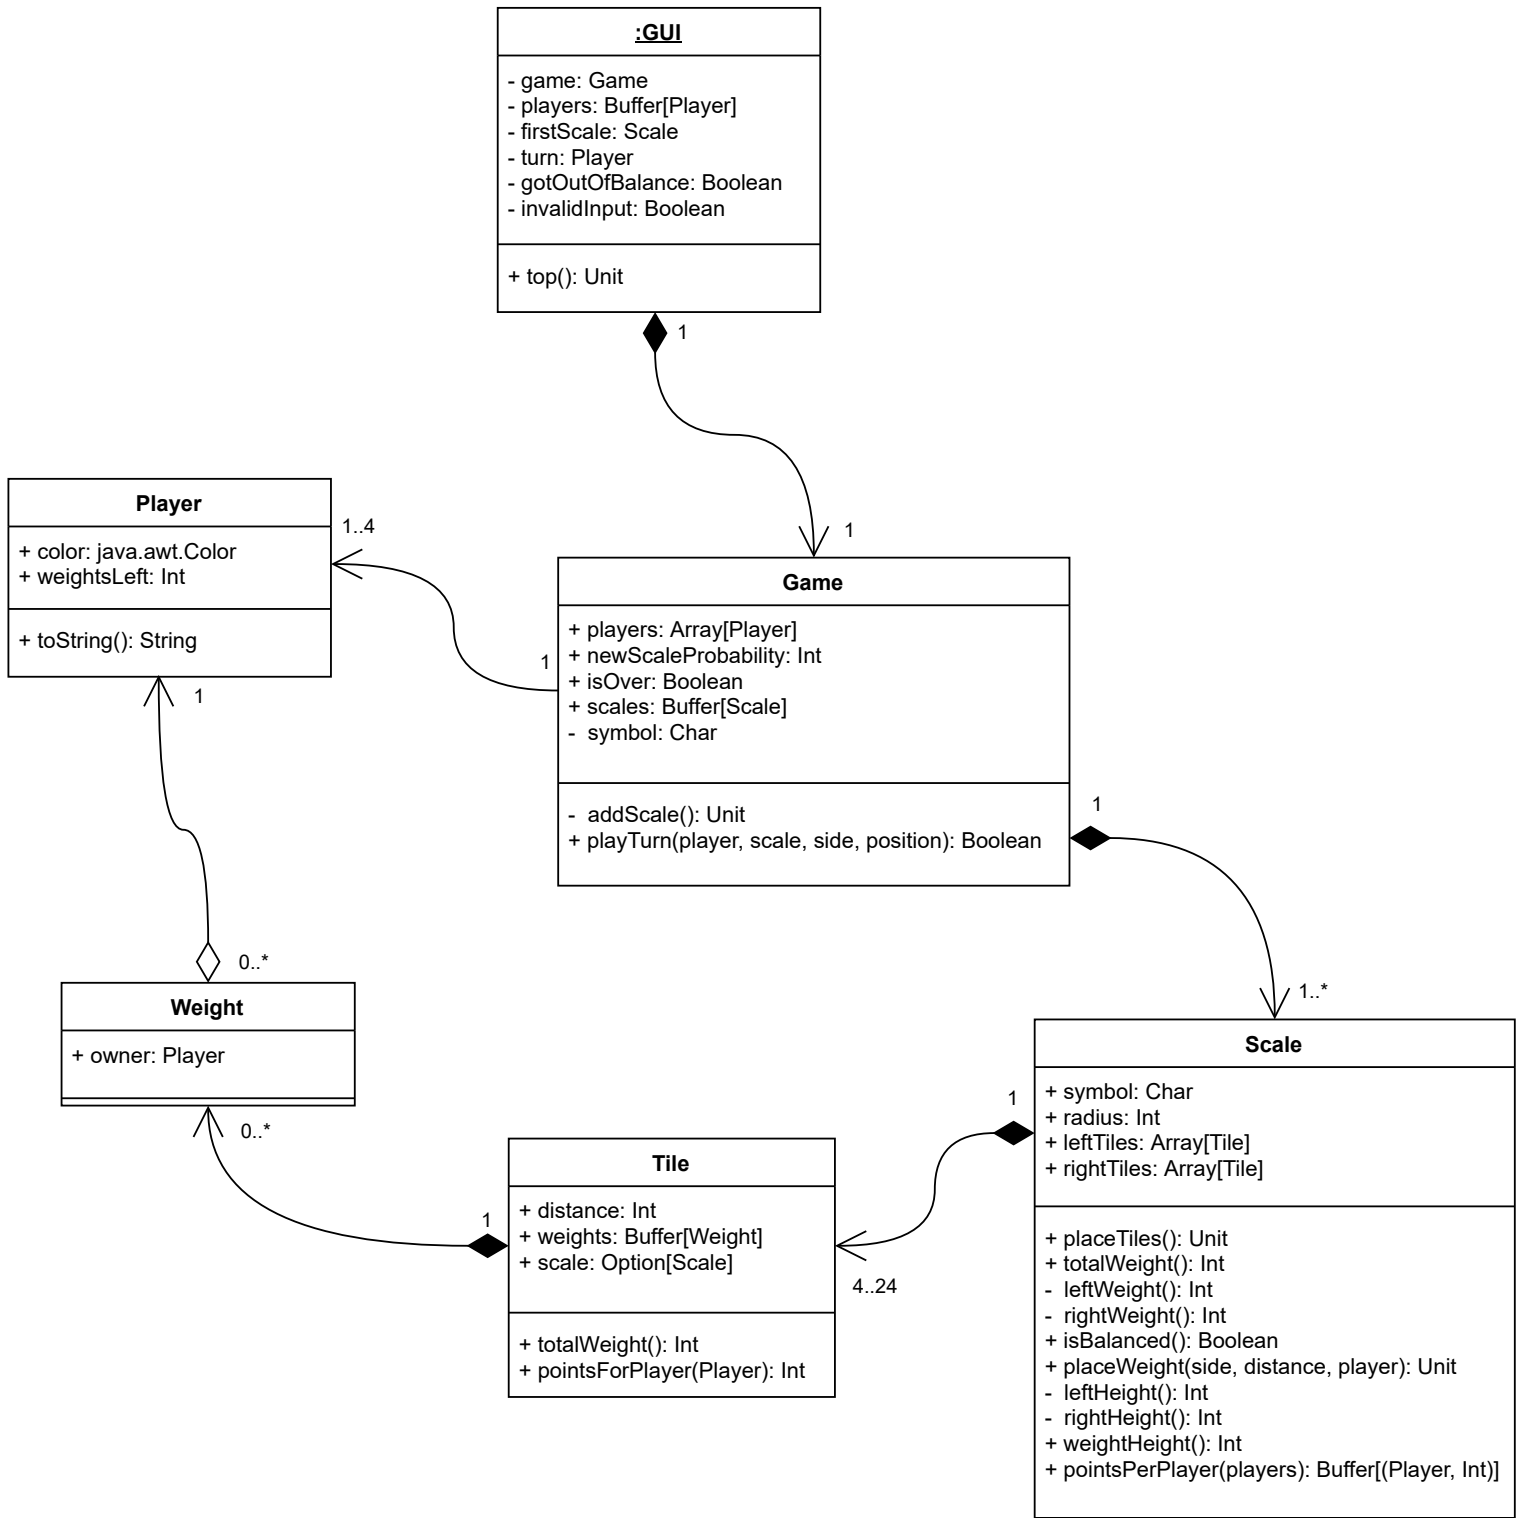 :GUI
- game: Game
- players: Buffer[Player]
- firstScale: Scale
- turn: Player
- gotOutOfBalance: Boolean
- invalidInput: Boolean
+ top(): Unit
1
1
Player
+ color: java.awt.Color
+ weightsLeft: Int
+ toString(): String
1..4
1
1
Game
+ players: Array[Player]
+ newScaleProbability: Int
+ isOver: Boolean
+ scales: Buffer[Scale]
- symbol: Char
- addScale(): Unit
+ playTurn(player, scale, side, position): Boolean
1
1..*
0..*
Weight
+ owner: Player
0..*
1
Tile
+ distance: Int
+ weights: Buffer[Weight]
+ scale: Option[Scale]
+ totalWeight(): Int
+ pointsForPlayer(Player): Int
1
4..24
Scale
+ symbol: Char
+ radius: Int
+ leftTiles: Array[Tile]
+ rightTiles: Array[Tile]
+ placeTiles(): Unit
+ totalWeight(): Int
- leftWeight(): Int
- rightWeight(): Int
+ isBalanced(): Boolean
+ placeWeight(side, distance, player): Unit
- leftHeight(): Int
- rightHeight(): Int
+ weightHeight(): Int
+ pointsPerPlayer(players): Buffer[(Player, Int)]